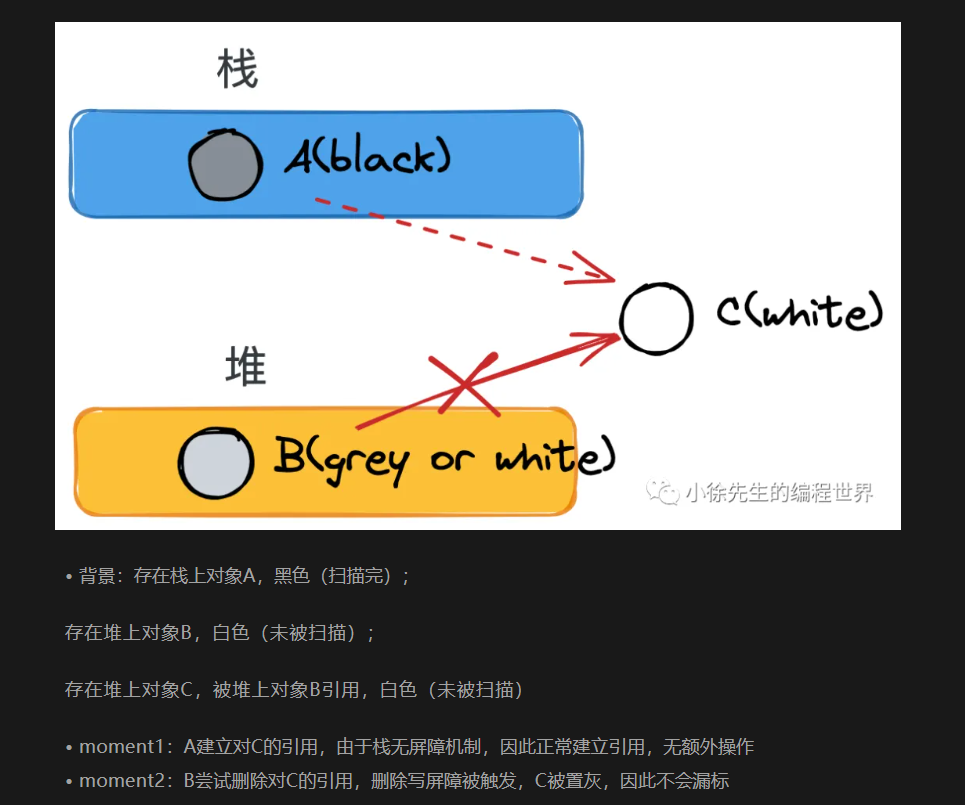 栈
A(black)
C(white)
堆
B(grey or white)
小徐先生的编程世界
• 背景：存在栈上对象A，黑色（扫描完）；
存在堆上对象B，白色（未被扫描）；
存在堆上对象C，被堆上对象B引用，白色（未被扫描）
• moment1：A建立对C的引用，由于栈无屏障机制，因此正常建立引用，无额外操作
• moment2：B尝试删除对C的引用，删除写屏障被触发，C被置灰，因此不会漏标